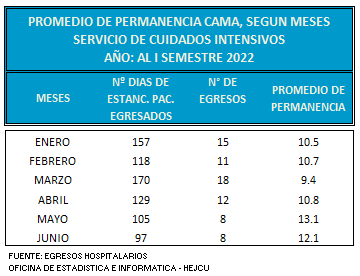 PROMEDIO DE PERMANENCIA CAMA, SEGUN MESES
SERVICIO DE CUIDADOS INTENSIVOS
AÑO: AL I SEMESTRE 2022
MESES Nº DIAS DE ESTANC. PAC. EGRESADOS N° DE EGRESOS PROMEDIO DE PERMANENCIA
ENERO 157 15 10.5
FEBRERO 118 11 10.7
MARZO 170 18 9.4
ABRIL 129 12 10.8
MAYO 105 8 13.1
JUNIO 97 8 12.1
FUENTE: EGRESOS HOSPITALARIOS
OFICINA DE ESTADISTICA E INFORMATICA - HEJCU